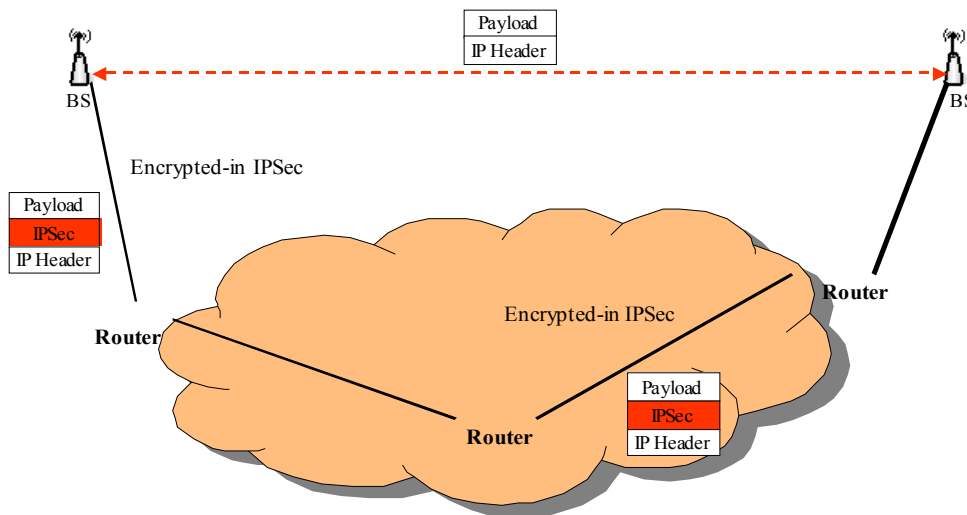 Payload
IP Header
BS
BS
Encrypted-in IPSec
Payload
IPSec
IP Header
Router
Encrypted-in IPSec
Router
Payload
IPSec
IP Header
Router